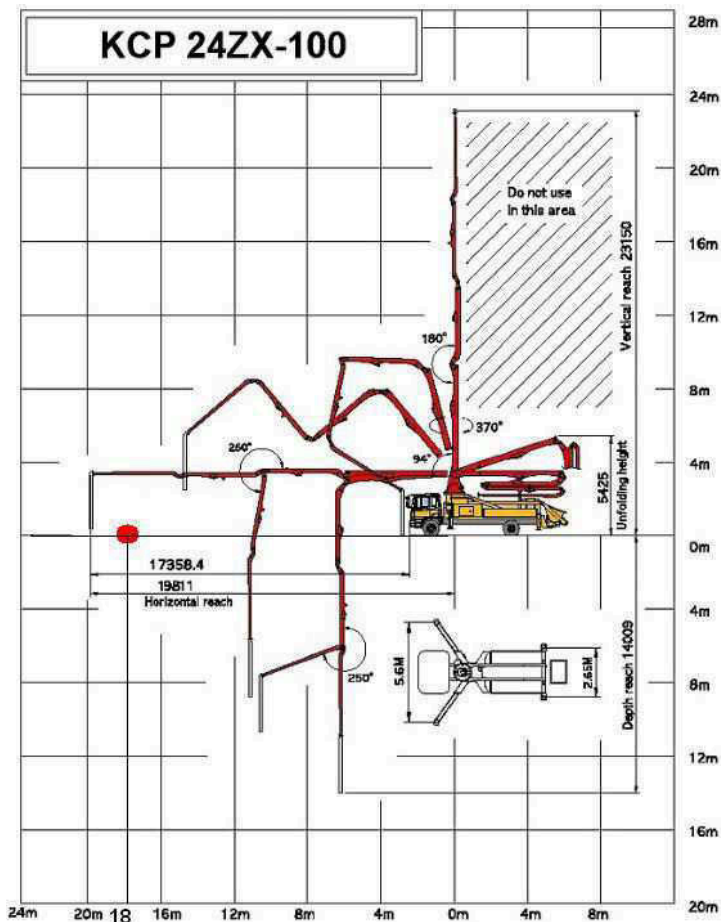 KCP 24ZX-100
28m
24m
Do not use
in this area
20m
Vertical reach 23150
16m
12m
180°
8m
370°
260°
94°
4m
5425
Unfolding height
0m
17358.4
19811
Horizontal reach
4m
5.6M
2.65M
Depth reach 14009
250°
8m
12m
16m
20m
24m 20m 18 16m 12m 8m 4m 0m 4m 8m